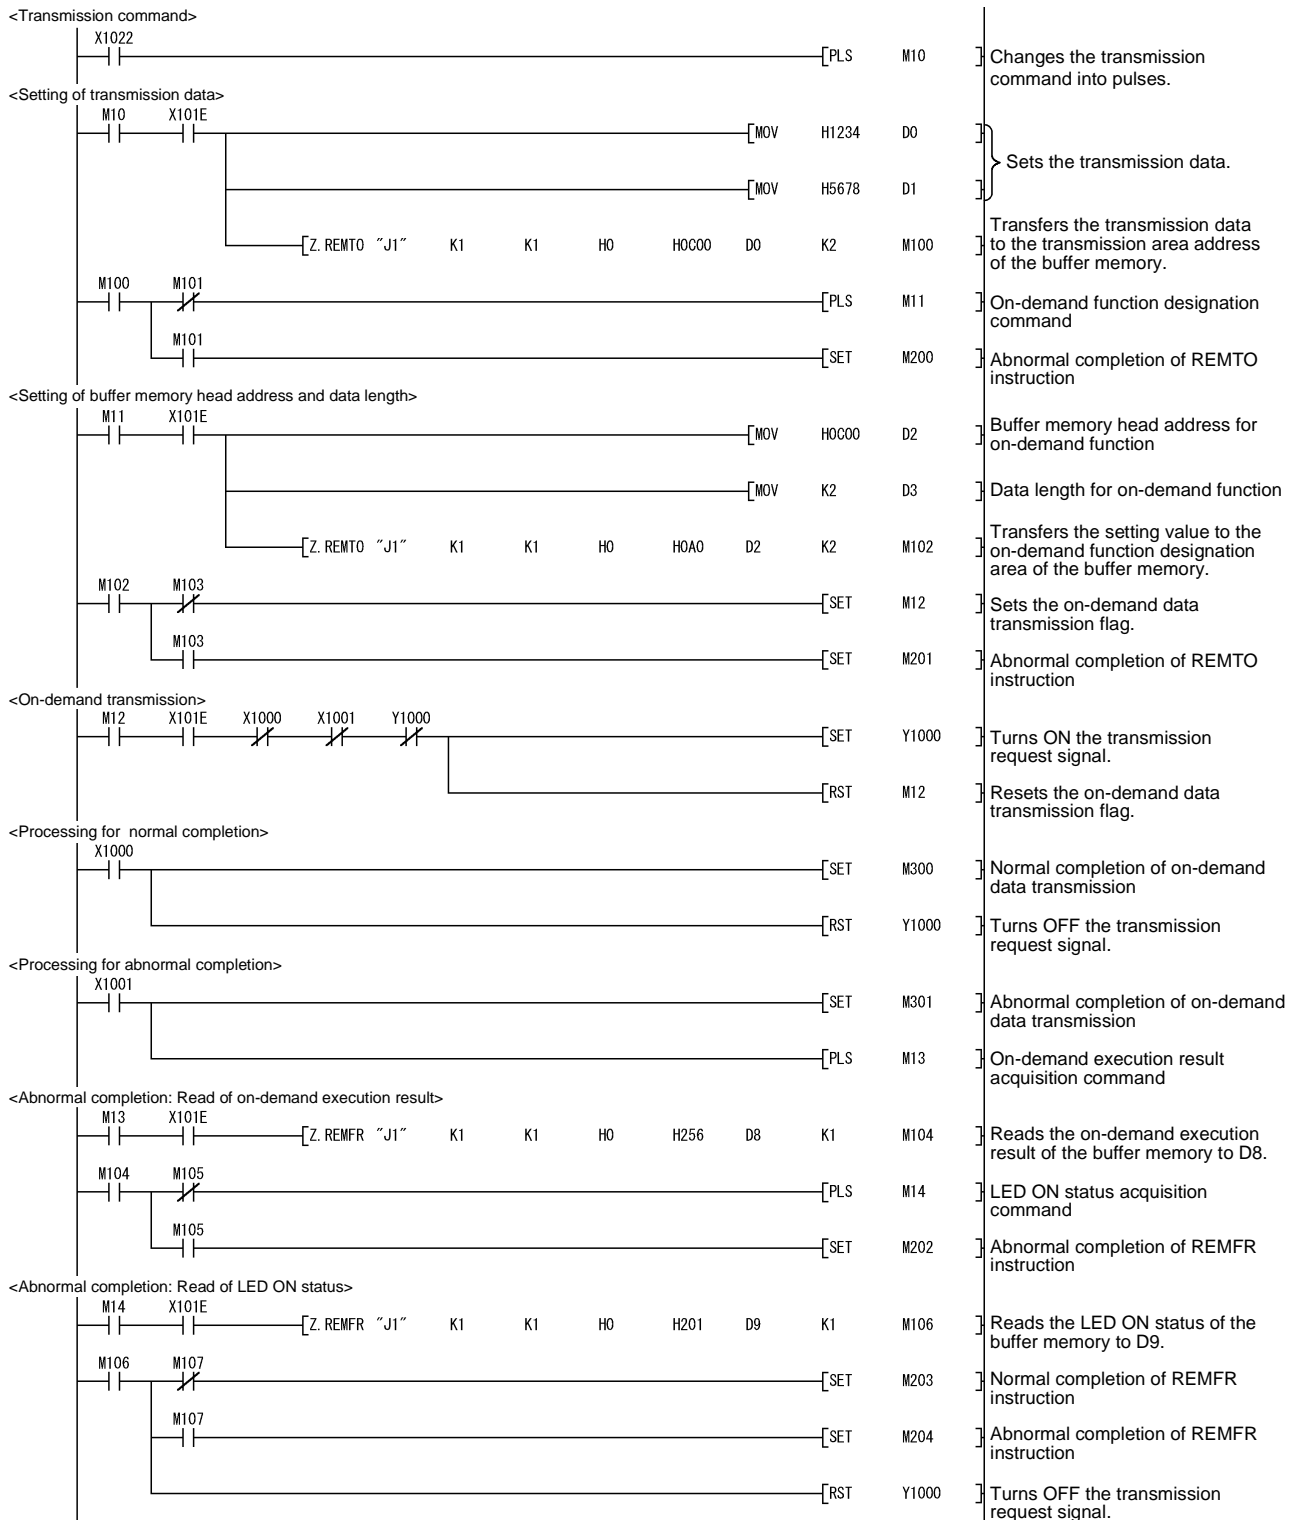 <Transmission command>
X1022
PLS M10 Changes the transmission
command into pulses.
<Setting of transmission data>
M10 X101E
MOV H1234 D0
Sets the transmission data.
MOV H5678 D1
Z.REMTO "J1" K1 K1 H0 H0C00 D0 K2 M100 Transfers the transmission data
to the transmission area address
of the buffer memory.
M100 M101
PLS M11 On-demand function designation
command
M101
SET M200 Abnormal completion of REMTO
instruction
<Setting of buffer memory head address and data length>
M11 X101E
MOV H0C00 D2 Buffer memory head address for
on-demand function
MOV K2 D3 Data length for on-demand function
Z.REMTO "J1" K1 K1 H0 H0A0 D2 K2 M102 Transfers the setting value to the
on-demand function designation
area of the buffer memory.
M102 M103
SET M12 Sets the on-demand data
transmission flag.
M103
SET M201 Abnormal completion of REMTO
instruction
<On-demand transmission>
M12 X101E X1000 X1001 Y1000
SET Y1000 Turns ON the transmission
request signal.
RST M12 Resets the on-demand data
transmission flag.
<Processing for normal completion>
X1000
SET M300 Normal completion of on-demand
data transmission
RST Y1000 Turns OFF the transmission
request signal.
<Processing for abnormal completion>
X1001
SET M301 Abnormal completion of on-demand
data transmission
PLS M13 On-demand execution result
acquisition command
<Abnormal completion: Read of on-demand execution result>
M13 X101E
Z.REMFR "J1" K1 K1 H0 H256 D8 K1 M104 Reads the on-demand execution
result of the buffer memory to D8.
M104 M105
PLS M14 LED ON status acquisition
command
M105
SET M202 Abnormal completion of REMFR
instruction
<Abnormal completion: Read of LED ON status>
M14 X101E
Z.REMFR "J1" K1 K1 H0 H201 D9 K1 M106 Reads the LED ON status of the
buffer memory to D9.
M106 M107
SET M203 Normal completion of REMFR
instruction
M107
SET M204 Abnormal completion of REMFR
instruction
RST Y1000 Turns OFF the transmission
request signal.